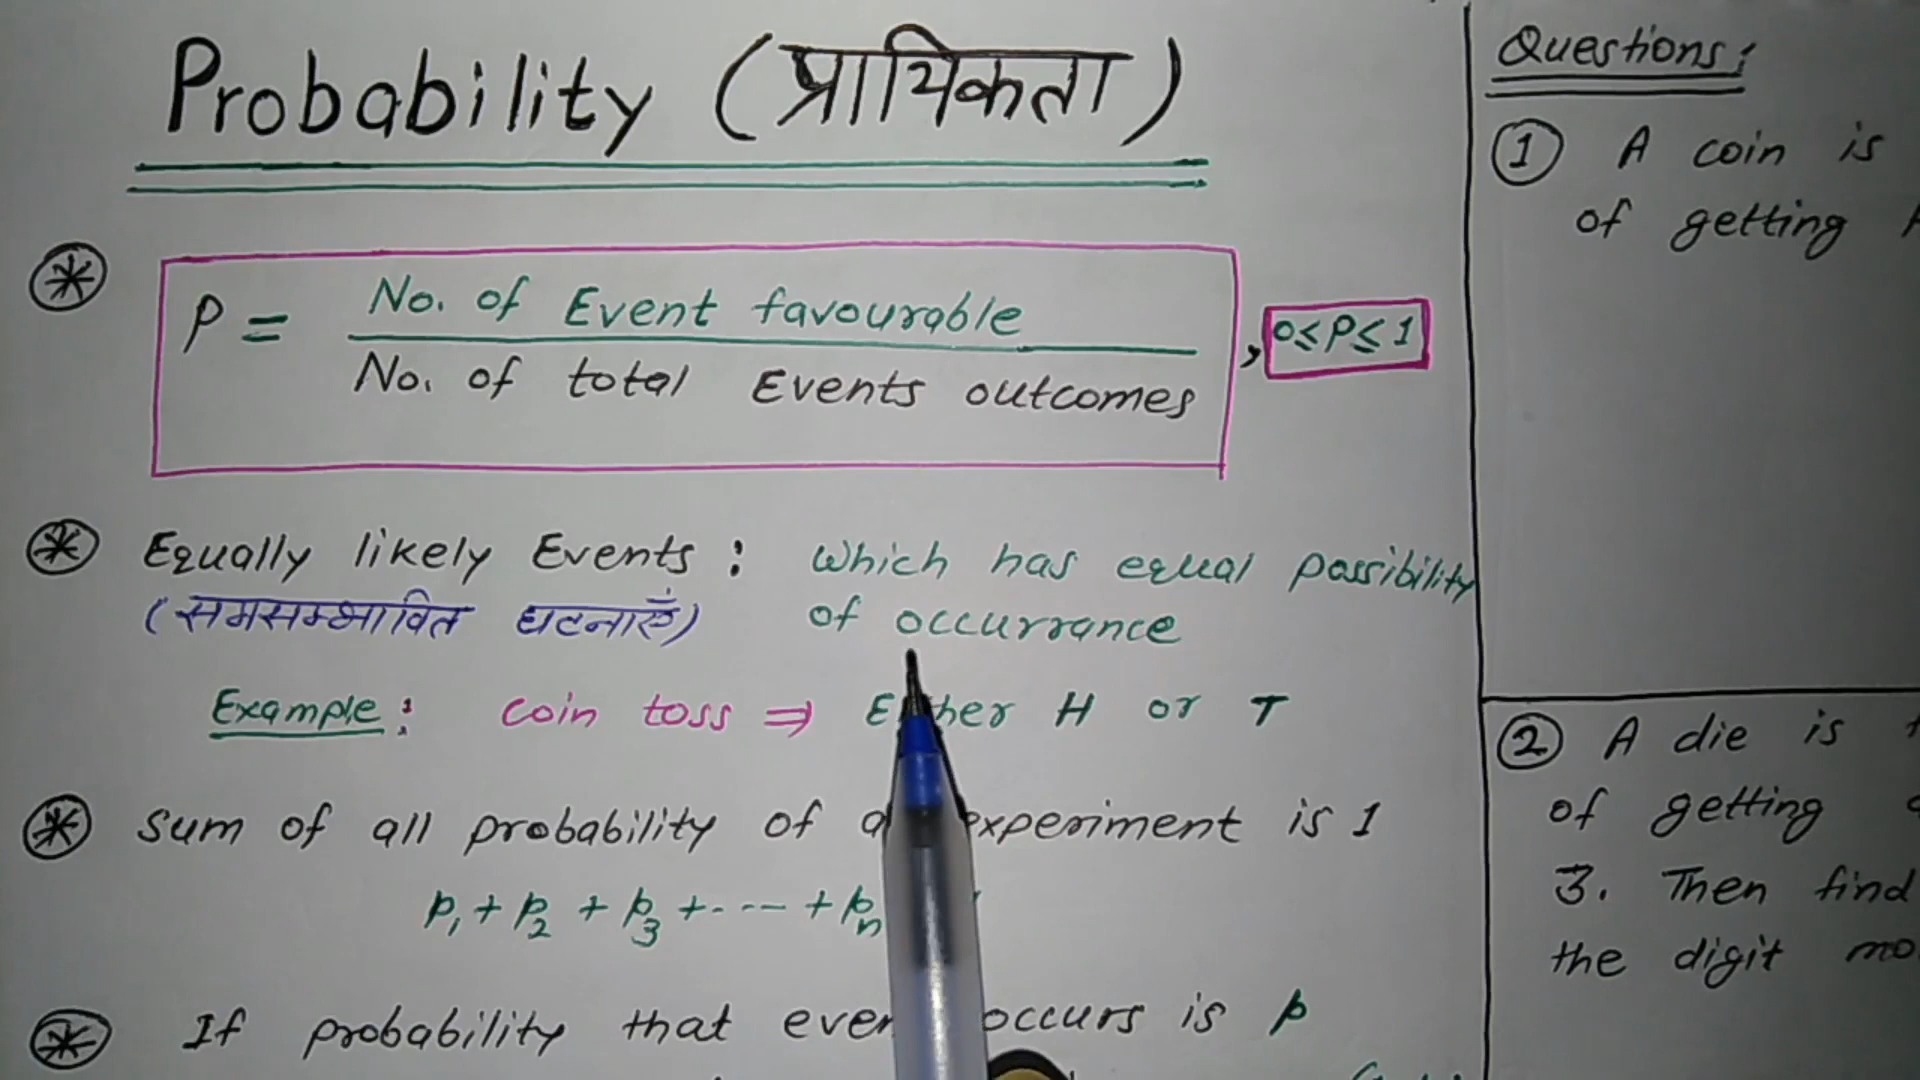 Probability (प्रायिकता)
P = No. of Event favourable
No. of total Events outcomes
, 0≤P≤1
Equally likely Events : Which has equal possibility
(समसम्भावित घटनाएँ) of occurrance
Example : coin toss ⇒ Either H or T
Sum of all probability of experiment is 1
p₁ + p₂ + p₃ + - - - - + pₙ
If probability that occurs is p
Questions :
① A coin is
of getting
② A die is
of getting
3. Then find
the digit